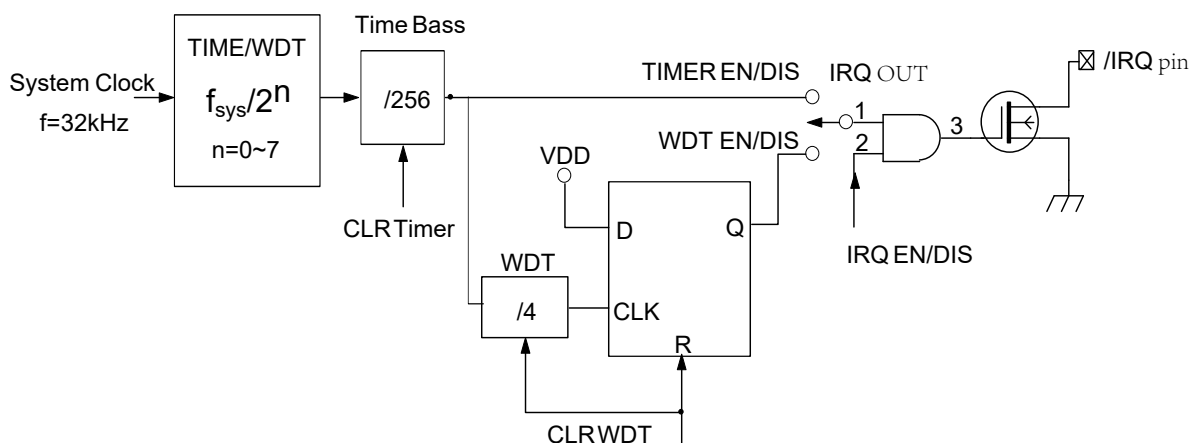 Time Bass
TIME/WDT
System Clock
f=32kHz
fsys/2^n
n=0~7
/256
TIMER EN/DIS
IRQ OUT
/IRQ pin
1
2
3
WDT EN/DIS
VDD
CLR Timer
D
Q
IRQ EN/DIS
WDT
/4
CLK
R
CLR WDT